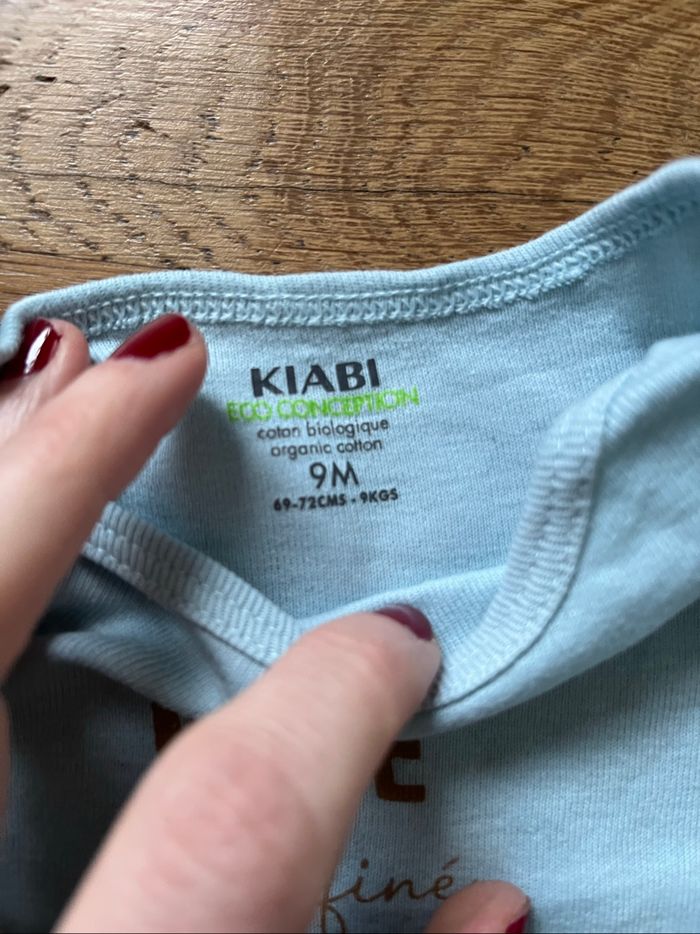 KIABI
ECO CONCEPTION
coton biologique
organic cotton
9M
69-72CMS - 9KGS